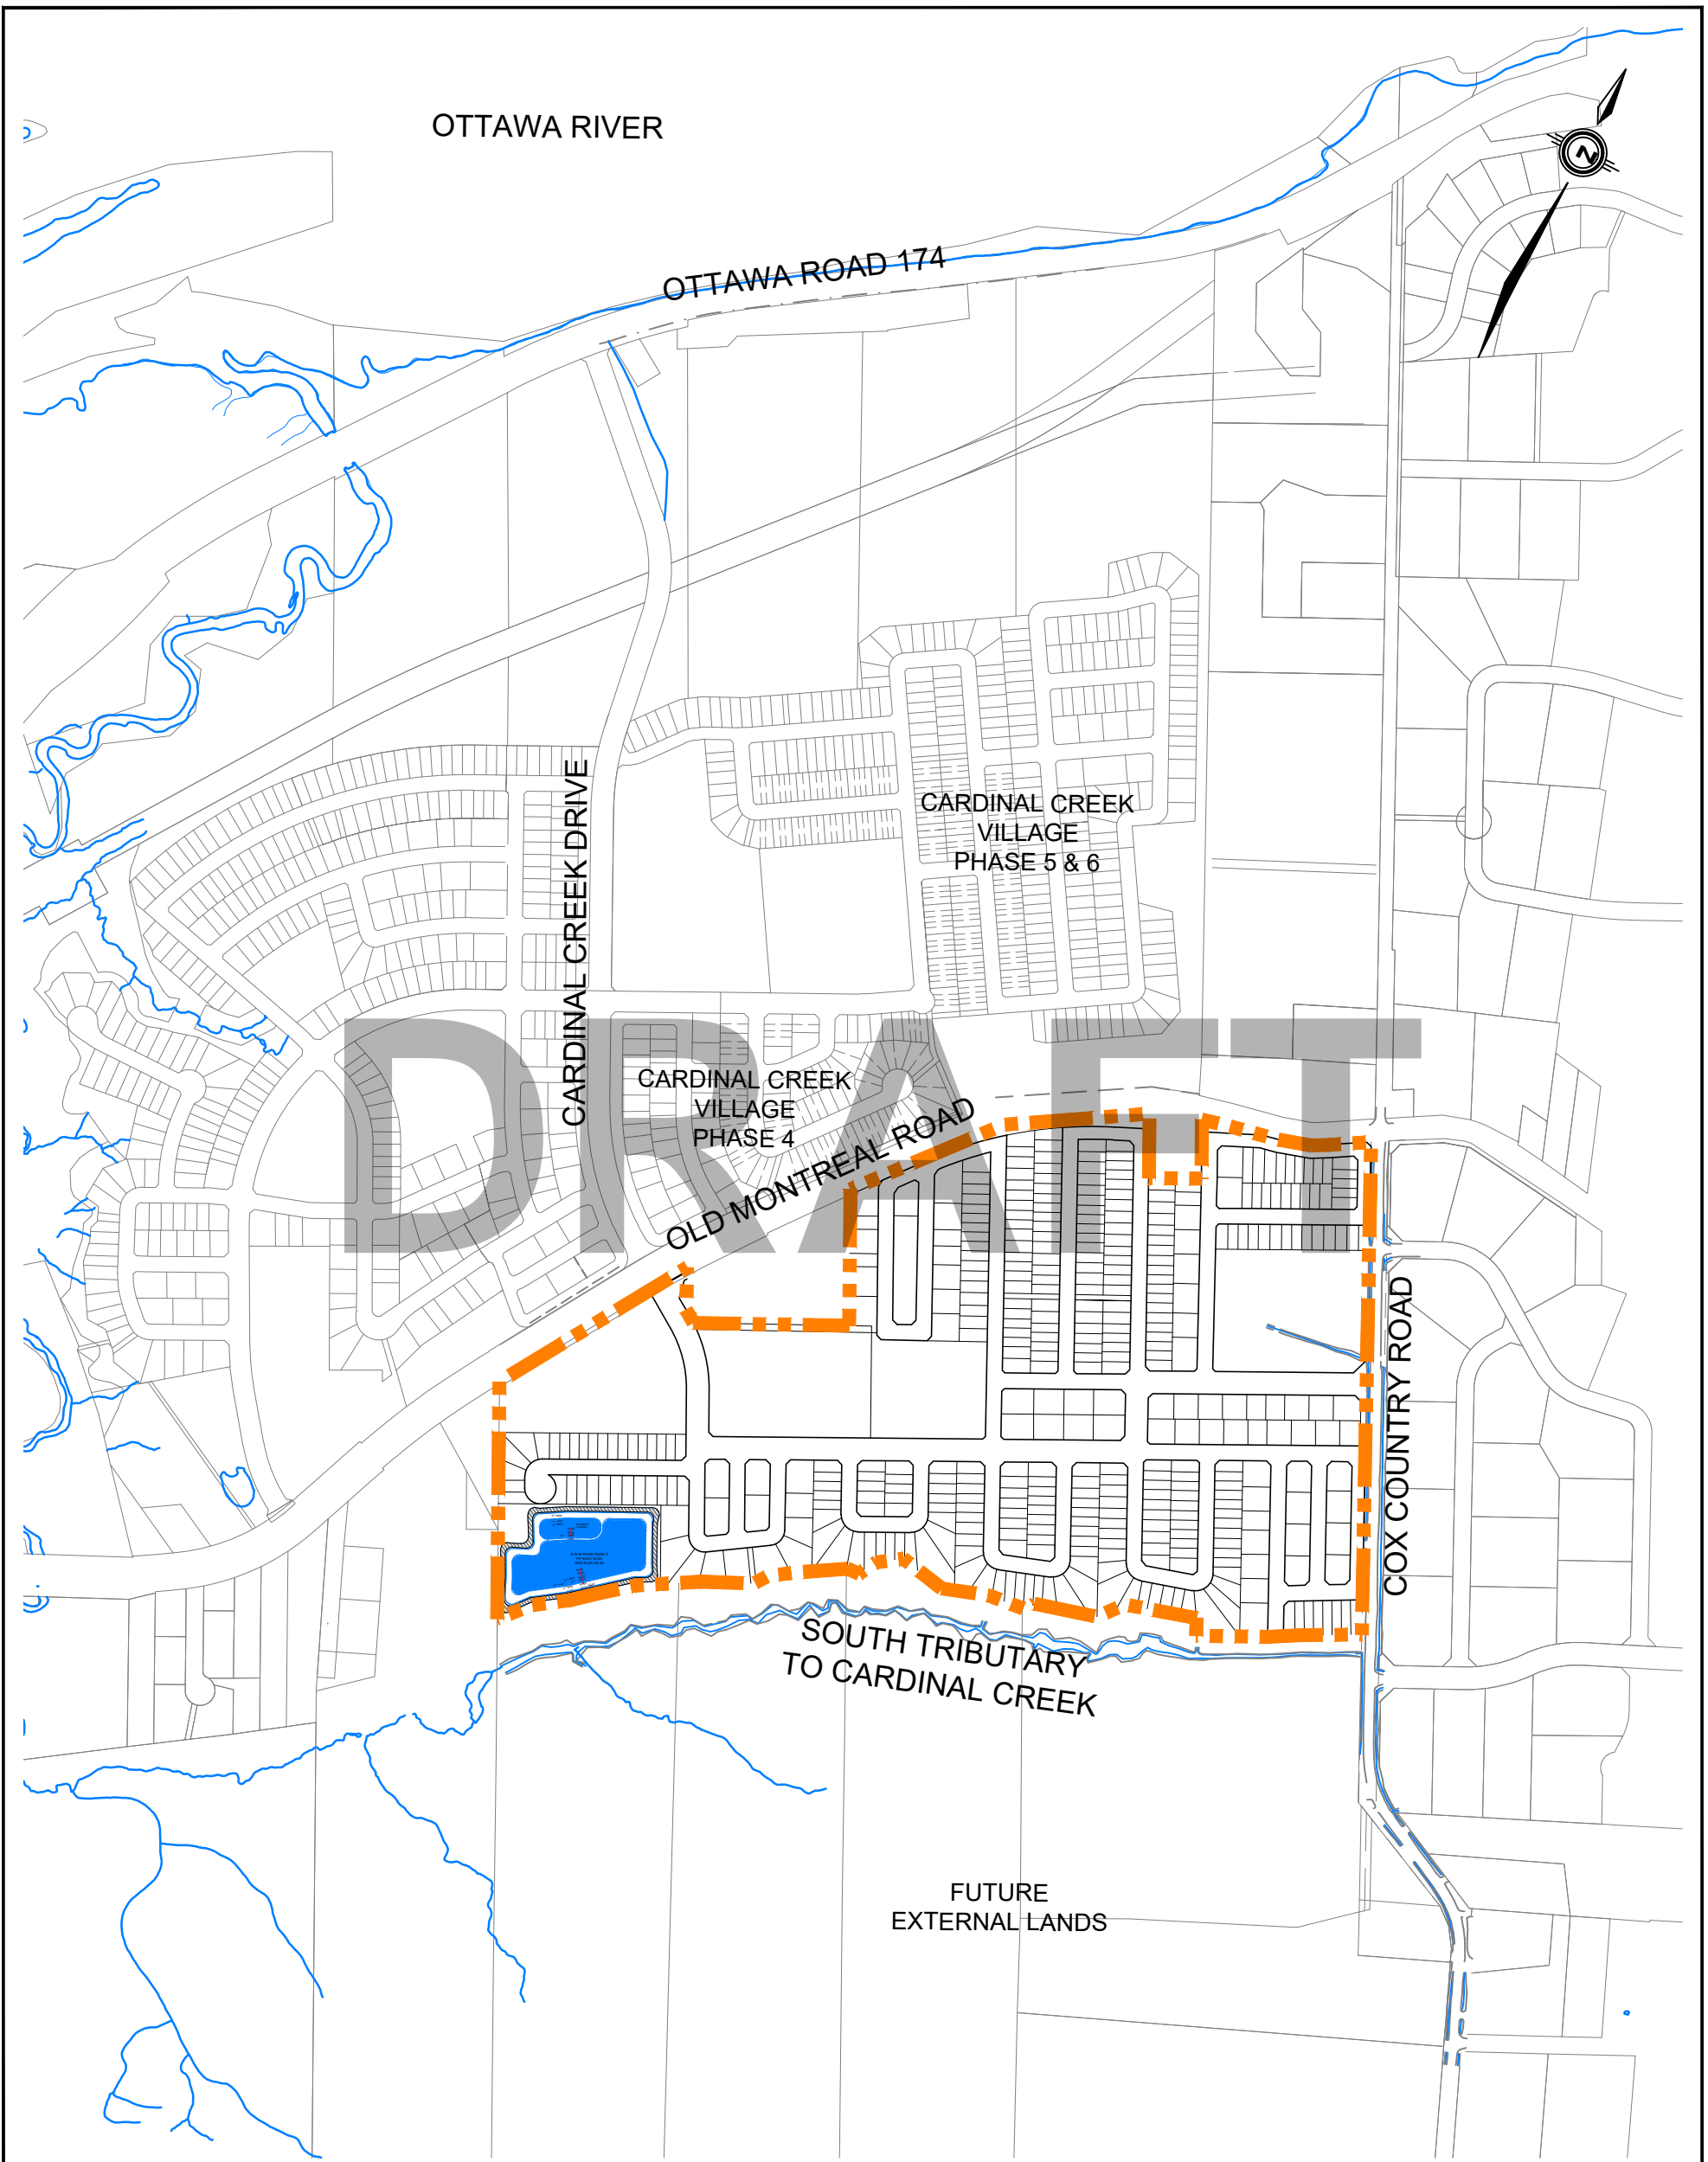 OTTAWA RIVER
N
OTTAWA ROAD 174
CARDINAL CREEK DRIVE
CARDINAL CREEK
VILLAGE
PHASE 5 & 6
DRAFT
CARDINAL CREEK
VILLAGE
PHASE 4
OLD MONTREAL ROAD
COX COUNTRY ROAD
SOUTH TRIBUTARY
TO CARDINAL CREEK
FUTURE
EXTERNAL LANDS